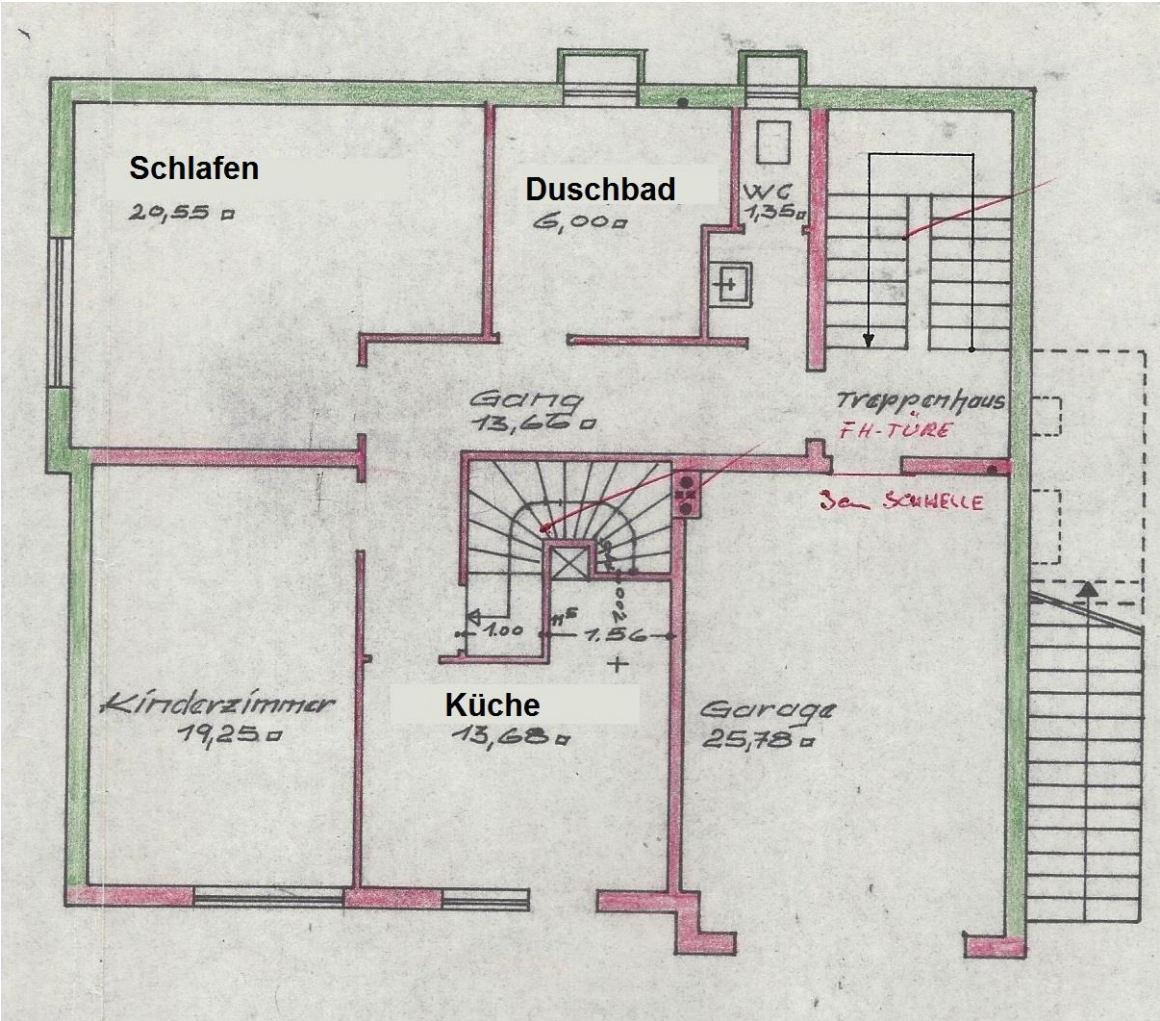 Schlafen
20,55
Duschbad
6,00
WC
1,35
Gang
13,66
Treppenhaus
FH-TÜRE
3cm SCHWELLE
1.00
11⁵
1.56
Kinderzimmer
19,25
Küche
13,68
Garage
25,78